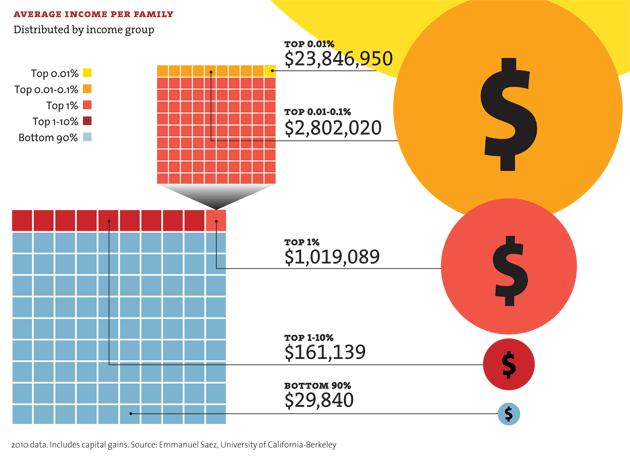 AVERAGE INCOME PER FAMILY
Distributed by income group
Top 0.01%
Top 0.01-0.1%
Top 1%
Top 1-10%
Bottom 90%
TOP 0.01%
$23,846,950
TOP 0.01-0.1%
$2,802,020
TOP 1%
$1,019,089
TOP 1-10%
$161,139
BOTTOM 90%
$29,840
$
$
$
$
2010 data. Includes capital gains. Source: Emmanuel Saez, University of California-Berkeley